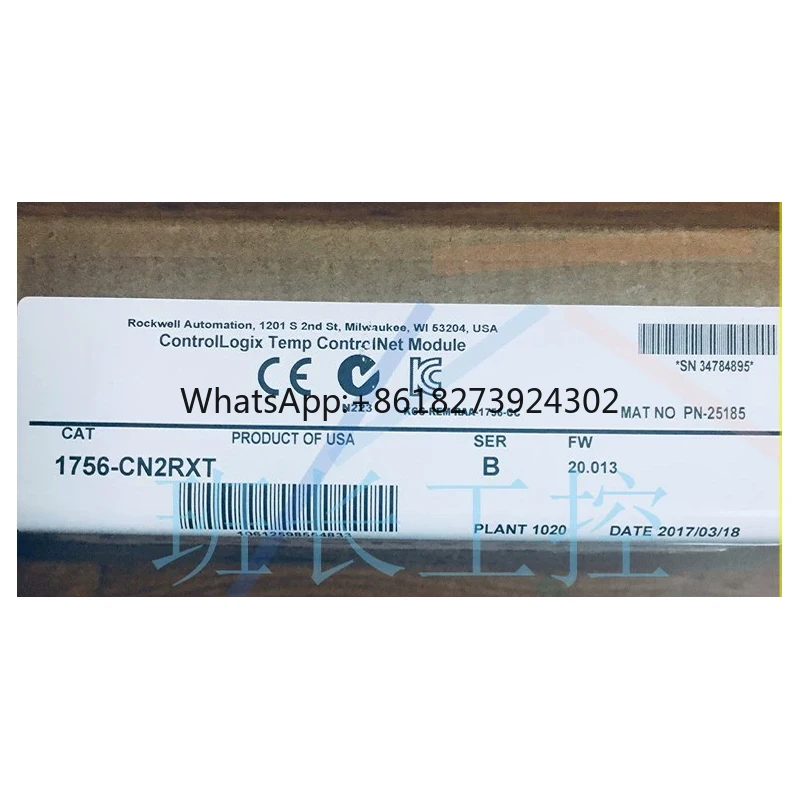 Rockwell Automation, 1201 S 2nd St, Milwaukee, WI 53204, USA
ControlLogix Temp ControlNet Module
*SN 34784895*
WhatsApp:+8618273924302
N223
MAT NO PN-25185
CAT
PRODUCT OF USA
SER
FW
1756-CN2RXT
B
20.013
PLANT 1020
DATE 2017/03/18
班长工控